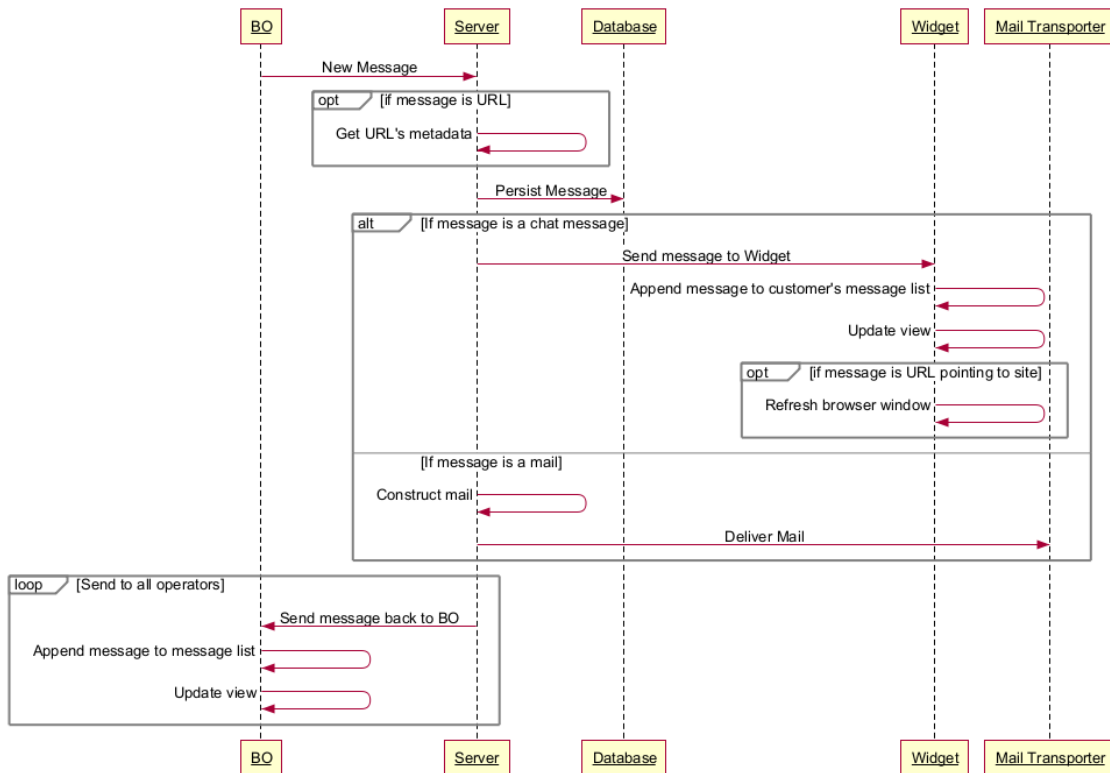 BO Server Database Widget Mail Transporter
New Message
opt [if message is URL]
Get URL's metadata
Persist Message
alt [If message is a chat message]
Send message to Widget
Append message to customer's message list
Update view
opt [if message is URL pointing to site]
Refresh browser window
[If message is a mail]
Construct mail
Deliver Mail
loop [Send to all operators]
Send message back to BO
Append message to message list
Update view
BO Server Database Widget Mail Transporter